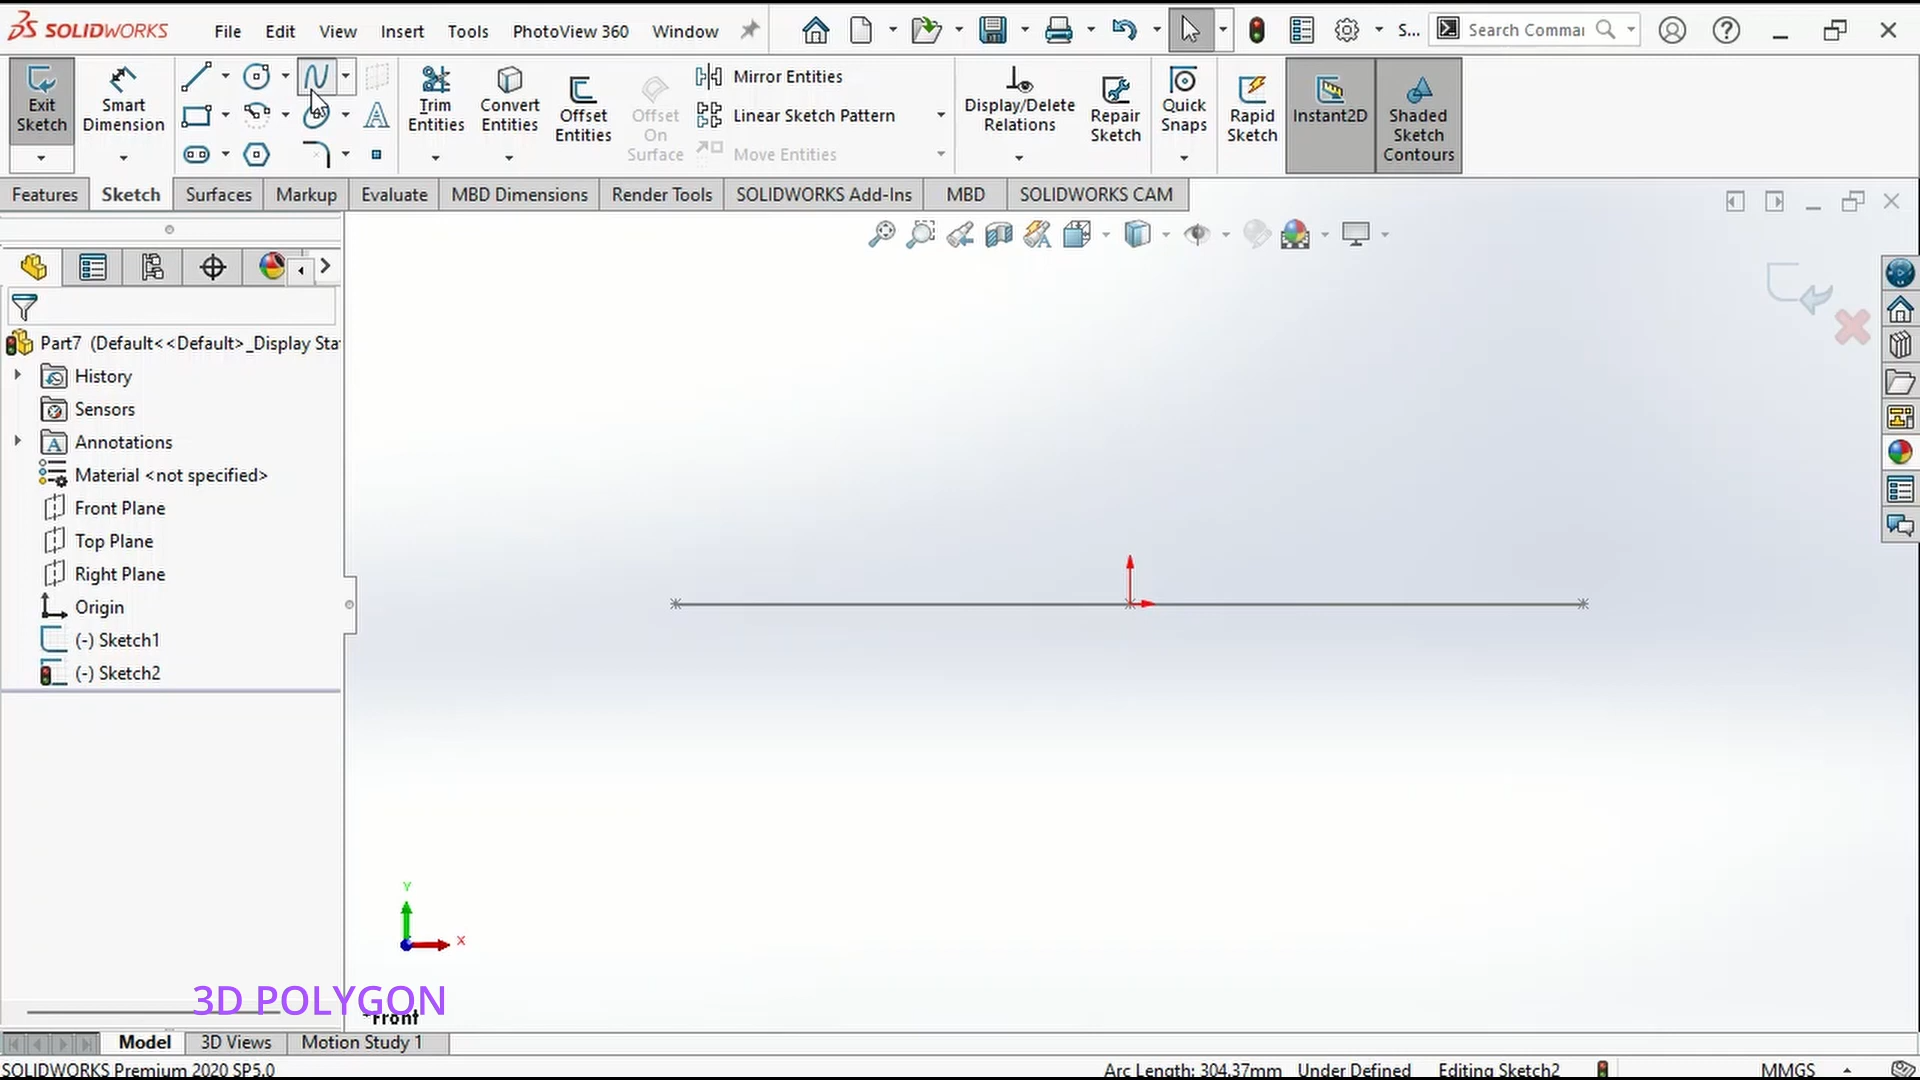 SOLIDWORKS File Edit View Insert Tools PhotoView 360 Window S... Search Commar
Exit Sketch
Smart Dimension
Trim Entities
Convert Entities
Offset Entities
Offset On Surface
Mirror Entities
Linear Sketch Pattern
Move Entities
Display/Delete Relations
Repair Sketch
Quick Snaps
Rapid Sketch
Instant2D
Shaded Sketch Contours
Features Sketch Surfaces Markup Evaluate MBD Dimensions Render Tools SOLIDWORKS Add-Ins MBD SOLIDWORKS CAM
Part7 (Default<<Default>_Display Sta
History
Sensors
Annotations
Material <not specified>
Front Plane
Top Plane
Right Plane
Origin
(-) Sketch1
(-) Sketch2
Y
X
3D POLYGON
*Front
Model 3D Views Motion Study 1
SOLIDWORKS Premium 2020 SP5.0 Arc Length: 304.37mm Under Defined Editing Sketch2 MMGS